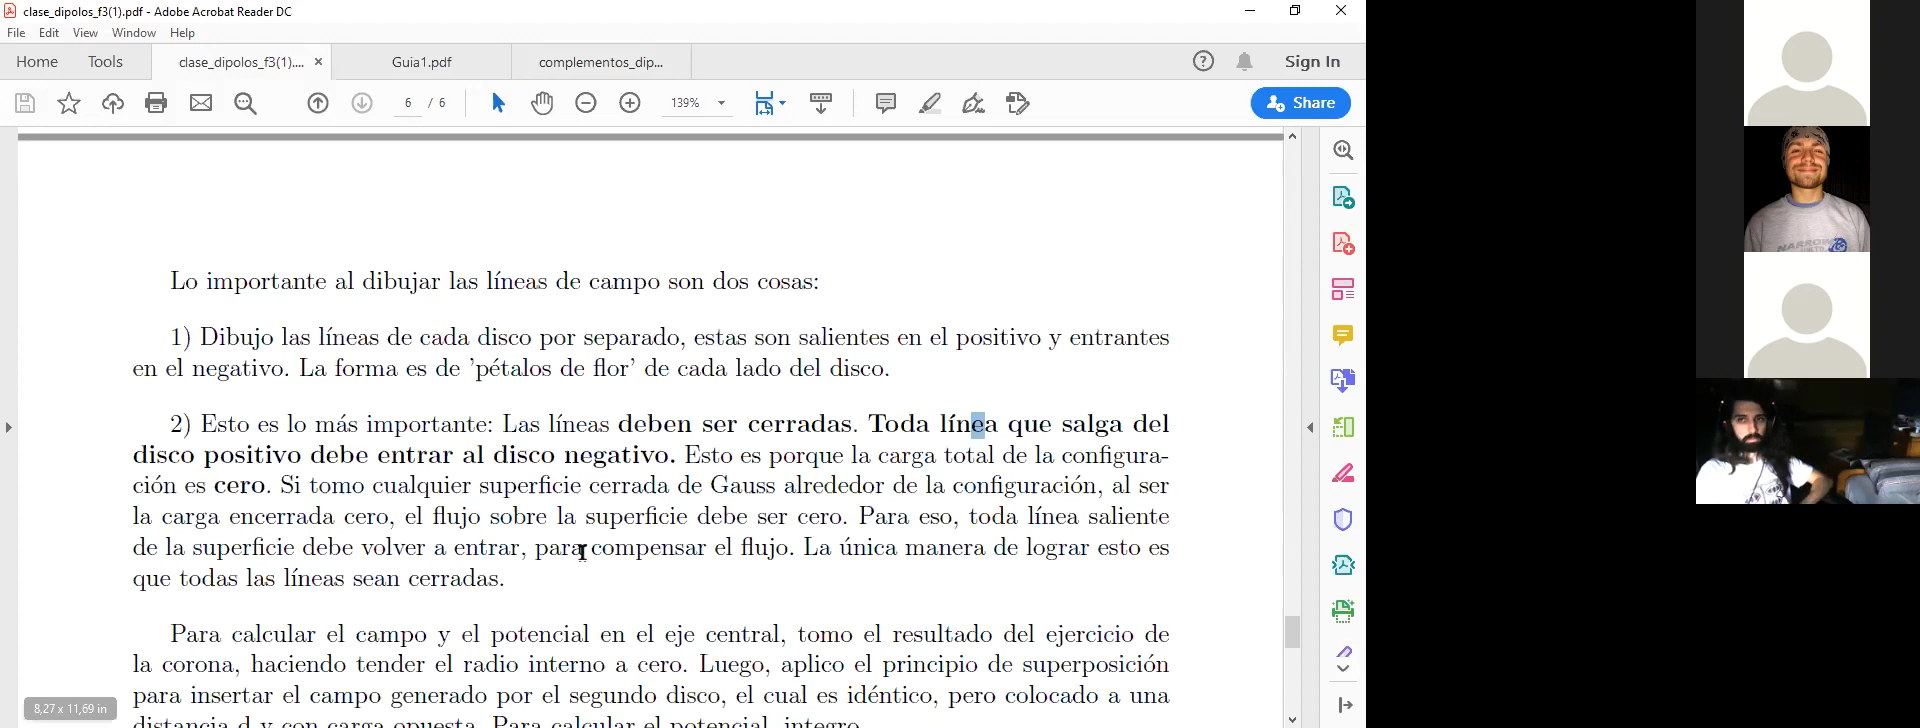 clase_dipolos_f3(1).pdf - Adobe Acrobat Reader DC
File Edit View Window Help
Home Tools clase_dipolos_f3(1).... × Guia1.pdf complementos_dip... Sign In
6 / 6 139% Share
Lo importante al dibujar las líneas de campo son dos cosas:
1) Dibujo las líneas de cada disco por separado, estas son salientes en el positivo y entrantes
en el negativo. La forma es de 'pétalos de flor' de cada lado del disco.
2) Esto es lo más importante: Las líneas deben ser cerradas. Toda línea que salga del
disco positivo debe entrar al disco negativo. Esto es porque la carga total de la configura-
ción es cero. Si tomo cualquier superficie cerrada de Gauss alrededor de la configuración, al ser
la carga encerrada cero, el flujo sobre la superficie debe ser cero. Para eso, toda línea saliente
de la superficie debe volver a entrar, para compensar el flujo. La única manera de lograr esto es
que todas las líneas sean cerradas.
Para calcular el campo y el potencial en el eje central, tomo el resultado del ejercicio de
la corona, haciendo tender el radio interno a cero. Luego, aplico el principio de superposición
para insertar el campo generado por el segundo disco, el cual es idéntico, pero colocado a una
distancia d y con carga opuesta. Para calcular el potencial, integro
8,27 x 11,69 in
NARROW